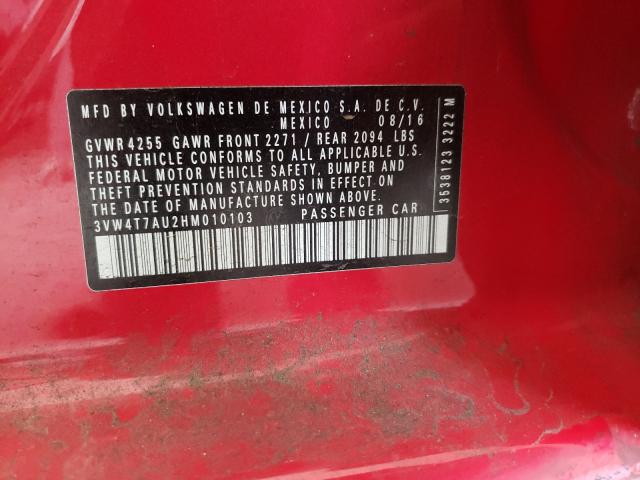 MFD BY VOLKSWAGEN DE MEXICO S.A. DE C.V.
MEXICO 08/16
GVWR 4255 GAWR FRONT 2271 / REAR 2094 LBS
THIS VEHICLE CONFORMS TO ALL APPLICABLE U.S.
FEDERAL MOTOR VEHICLE SAFETY, BUMPER AND
THEFT PREVENTION STANDARDS IN EFFECT ON
THE DATE OF MANUFACTURE SHOWN ABOVE.
3VW4T7AU2HM010103 PASSENGER CAR
3538123 3222 M